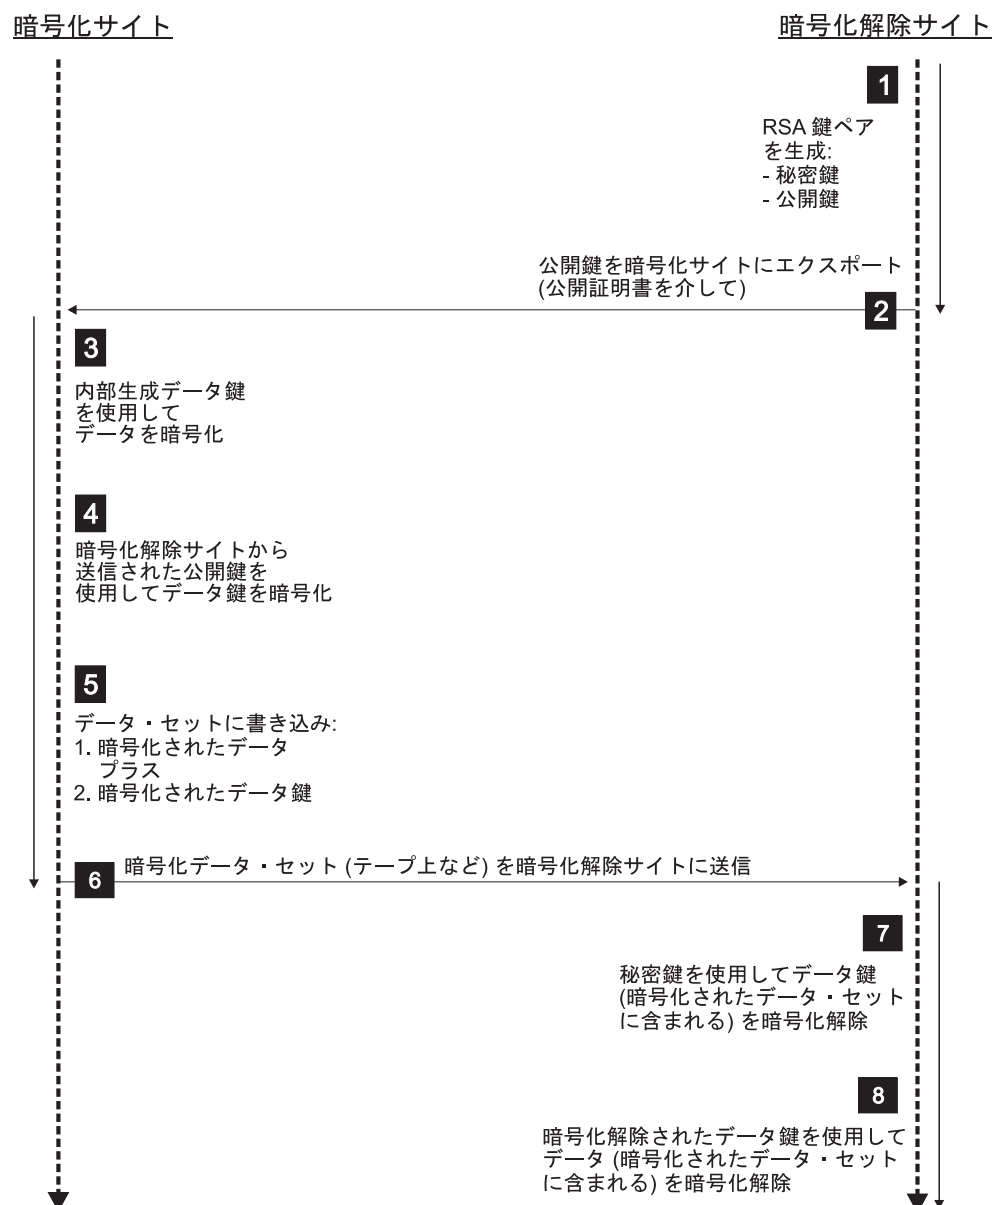 暗号化サイト
暗号化解除サイト
1
RSA 鍵ペア
を生成:
- 秘密鍵
- 公開鍵
公開鍵を暗号化サイトにエクスポート
(公開証明書を介して)
2
3
内部生成データ鍵
を使用して
データを暗号化
4
暗号化解除サイトから
送信された公開鍵を
使用してデータ鍵を暗号化
5
データ・セットに書き込み:
1. 暗号化されたデータ
プラス
2. 暗号化されたデータ鍵
6
暗号化データ・セット (テープ上など) を暗号化解除サイトに送信
7
秘密鍵を使用してデータ鍵
(暗号化されたデータ・セット
に含まれる) を暗号化解除
8
暗号化解除されたデータ鍵を使用して
データ (暗号化されたデータ・セット
に含まれる) を暗号化解除